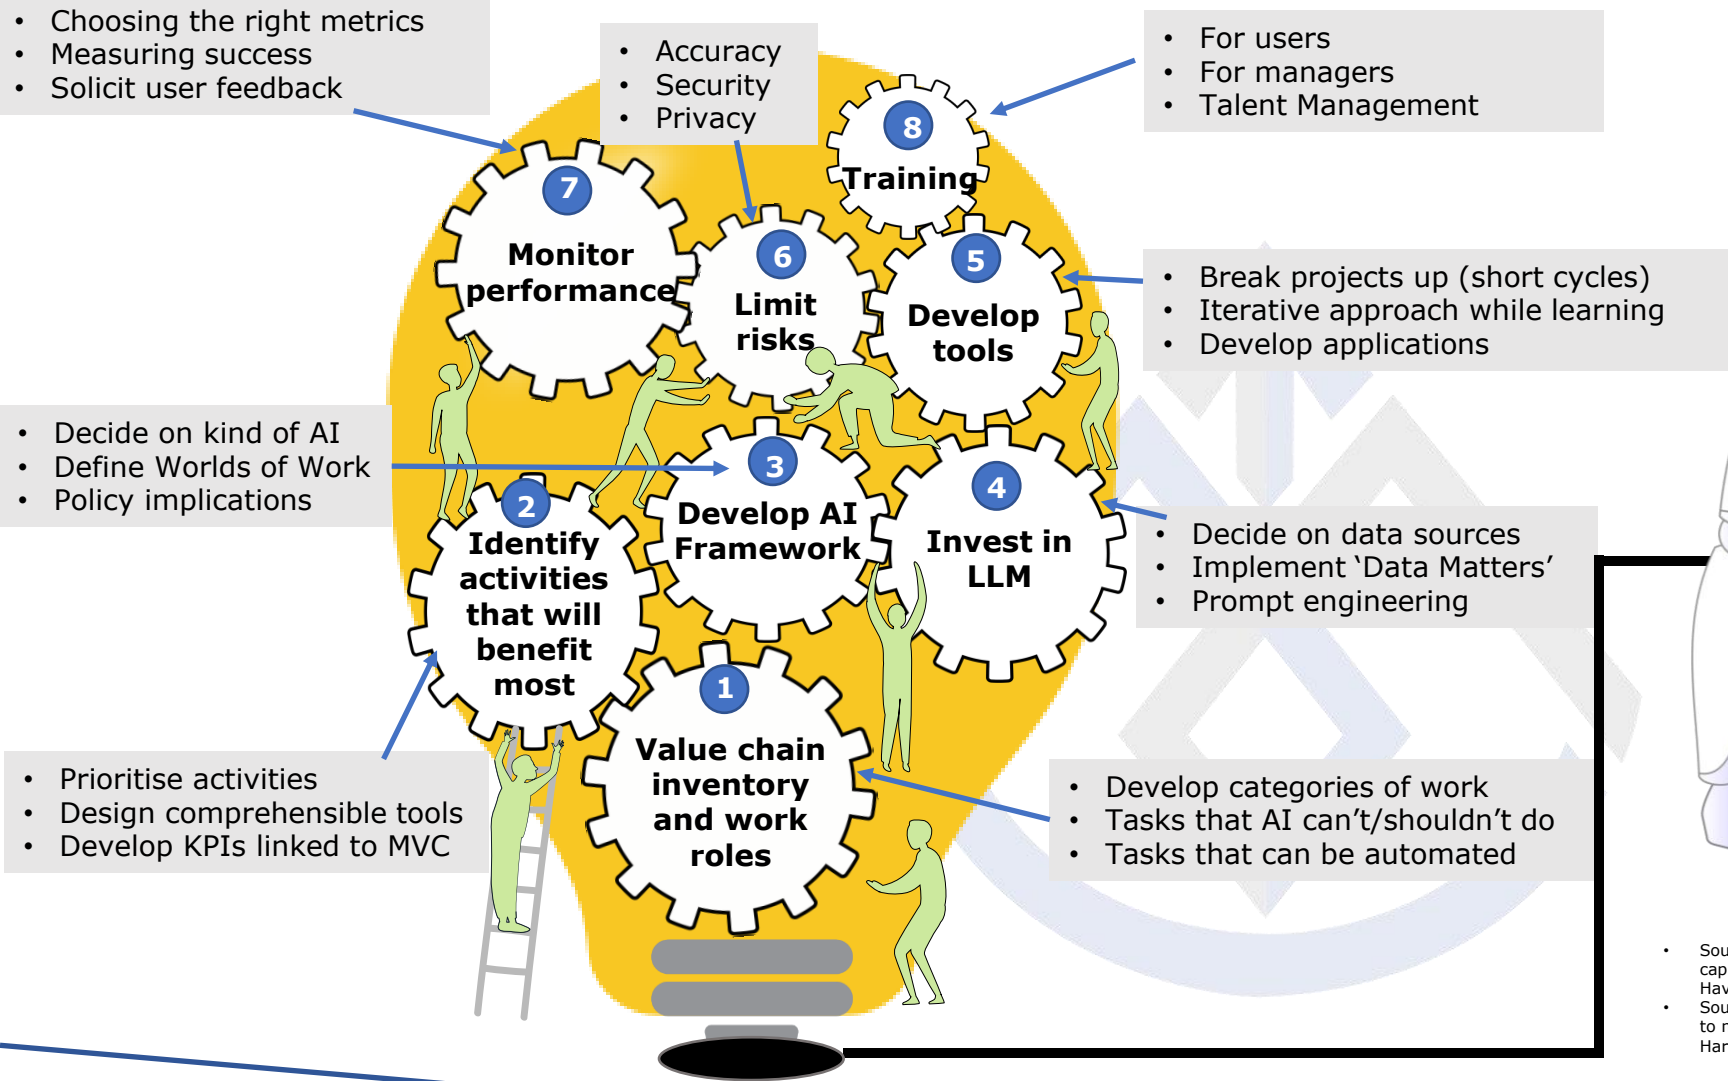 • Choosing the right metrics
• Measuring success
• Solicit user feedback
• Accuracy
• Security
• Privacy
• For users
• For managers
• Talent Management
8
Training
7
Monitor
performance
6
Limit
risks
5
Develop
tools
• Break projects up (short cycles)
• Iterative approach while learning
• Develop applications
• Decide on kind of AI
• Define Worlds of Work
• Policy implications
3
Develop AI
Framework
4
Invest in
LLM
2
Identify
activities
that will
benefit
most
• Decide on data sources
• Implement ‘Data Matters’
• Prompt engineering
1
Value chain
inventory
and work
roles
• Prioritise activities
• Design comprehensible tools
• Develop KPIs linked to MVC
• Develop categories of work
• Tasks that AI can’t/shouldn’t do
• Tasks that can be automated
to